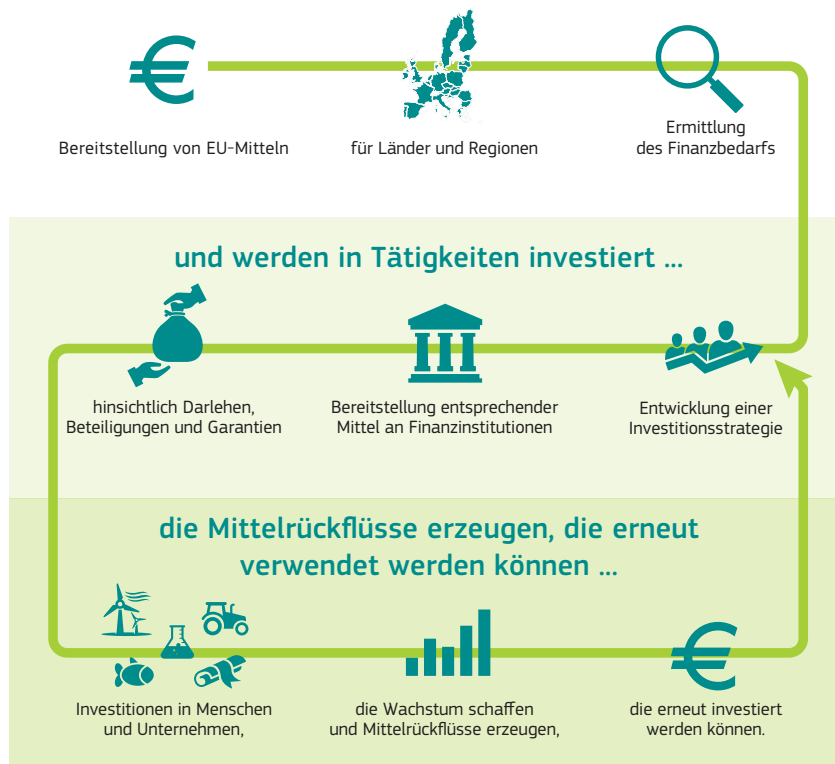 Bereitstellung von EU-Mitteln
für Länder und Regionen
Ermittlung
des Finanzbedarfs
und werden in Tätigkeiten investiert ...
hinsichtlich Darlehen,
Beteiligungen und Garantien
Bereitstellung entsprechender
Mittel an Finanzinstitutionen
Entwicklung einer
Investitionsstrategie
die Mittelrückflüsse erzeugen, die erneut
verwendet werden können ...
Investitionen in Menschen
und Unternehmen,
die Wachstum schaffen
und Mittelrückflüsse erzeugen,
die erneut investiert
werden können.